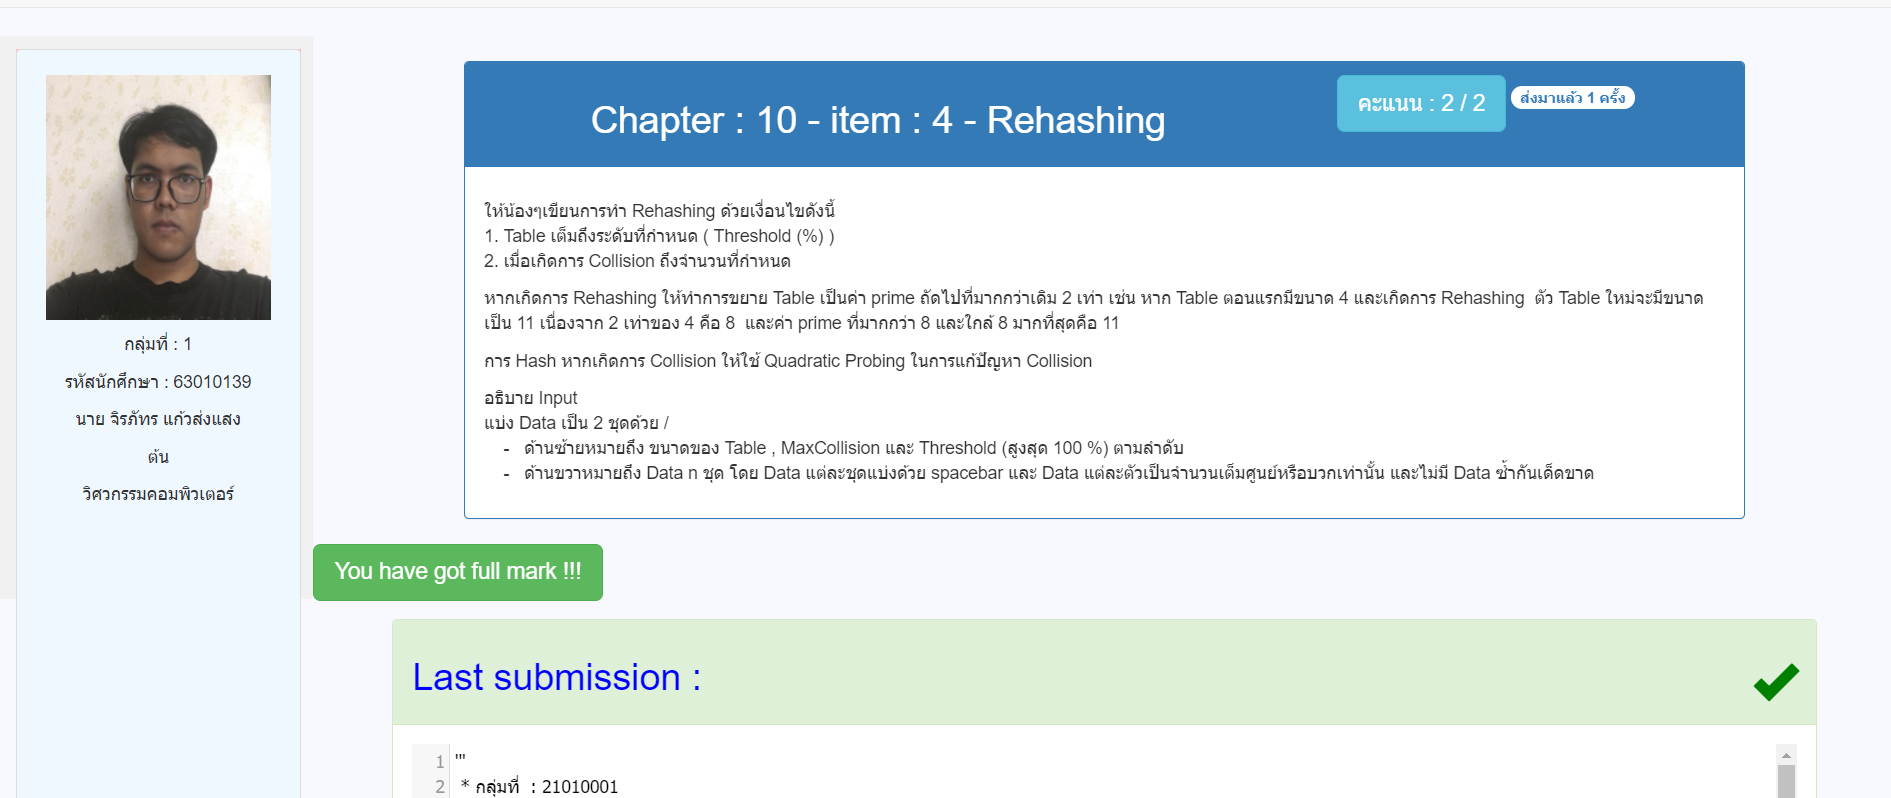 กลุ่มที่ : 1
รหัสนักศึกษา : 63010139
นาย จิรภัทร แก้วส่งแสง
ต้น
วิศวกรรมคอมพิวเตอร์
Chapter : 10 - item : 4 - Rehashing
คะแนน : 2 / 2
ส่งมาแล้ว 1 ครั้ง
ให้น้องๆเขียนการทำ Rehashing ด้วยเงื่อนไขดังนี้
1. Table เต็มถึงระดับที่กำหนด ( Threshold (%) )
2. เมื่อเกิดการ Collision ถึงจำนวนที่กำหนด
หากเกิดการ Rehashing ให้ทำการขยาย Table เป็นค่า prime ถัดไปที่มากกว่าเดิม 2 เท่า เช่น หาก Table ตอนแรกมีขนาด 4 และเกิดการ Rehashing  ตัว Table ใหม่จะมีขนาด
เป็น 11 เนื่องจาก 2 เท่าของ 4 คือ 8  และค่า prime ที่มากกว่า 8 และใกล้ 8 มากที่สุดคือ 11
การ Hash หากเกิดการ Collision ให้ใช้ Quadratic Probing ในการแก้ปัญหา Collision
อธิบาย Input
แบ่ง Data เป็น 2 ชุดด้วย /
- ด้านซ้ายหมายถึง ขนาดของ Table , MaxCollision และ Threshold (สูงสุด 100 %) ตามลำดับ
- ด้านขวาหมายถึง Data n ชุด โดย Data แต่ละชุดแบ่งด้วย spacebar และ Data แต่ละตัวเป็นจำนวนเต็มศูนย์หรือบวกเท่านั้น และไม่มี Data ซ้ำกันเด็ดขาด
You have got full mark !!!
Last submission :
1 '''
2 * กลุ่มที่  : 21010001